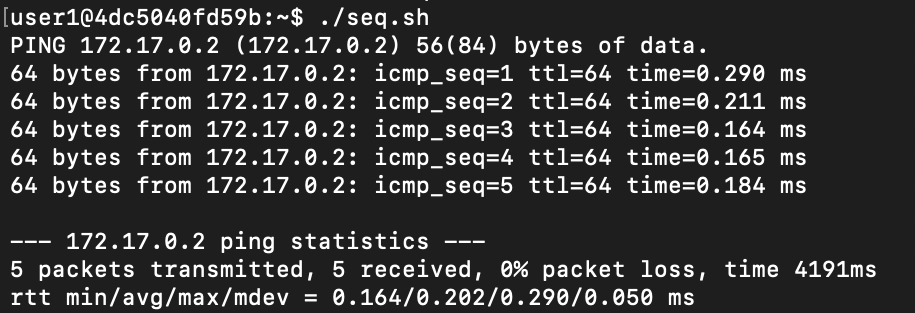 [user1@4dc5040fd59b:~$ ./seq.sh
PING 172.17.0.2 (172.17.0.2) 56(84) bytes of data.
64 bytes from 172.17.0.2: icmp_seq=1 ttl=64 time=0.290 ms
64 bytes from 172.17.0.2: icmp_seq=2 ttl=64 time=0.211 ms
64 bytes from 172.17.0.2: icmp_seq=3 ttl=64 time=0.164 ms
64 bytes from 172.17.0.2: icmp_seq=4 ttl=64 time=0.165 ms
64 bytes from 172.17.0.2: icmp_seq=5 ttl=64 time=0.184 ms

--- 172.17.0.2 ping statistics ---
5 packets transmitted, 5 received, 0% packet loss, time 4191ms
rtt min/avg/max/mdev = 0.164/0.202/0.290/0.050 ms